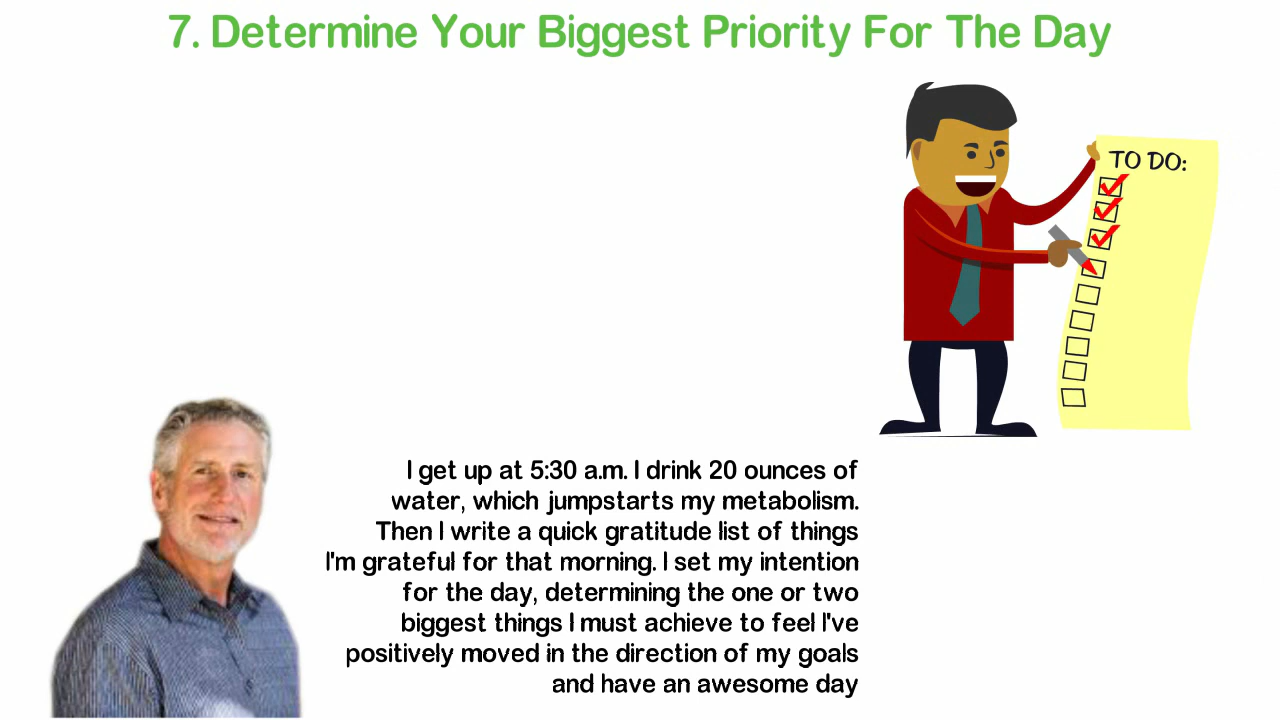 7. Determine Your Biggest Priority For The Day
TO DO:
I get up at 5:30 a.m. I drink 20 ounces of
water, which jumpstarts my metabolism.
Then I write a quick gratitude list of things
I'm grateful for that morning. I set my intention
for the day, determining the one or two
biggest things I must achieve to feel I've
positively moved in the direction of my goals
and have an awesome day